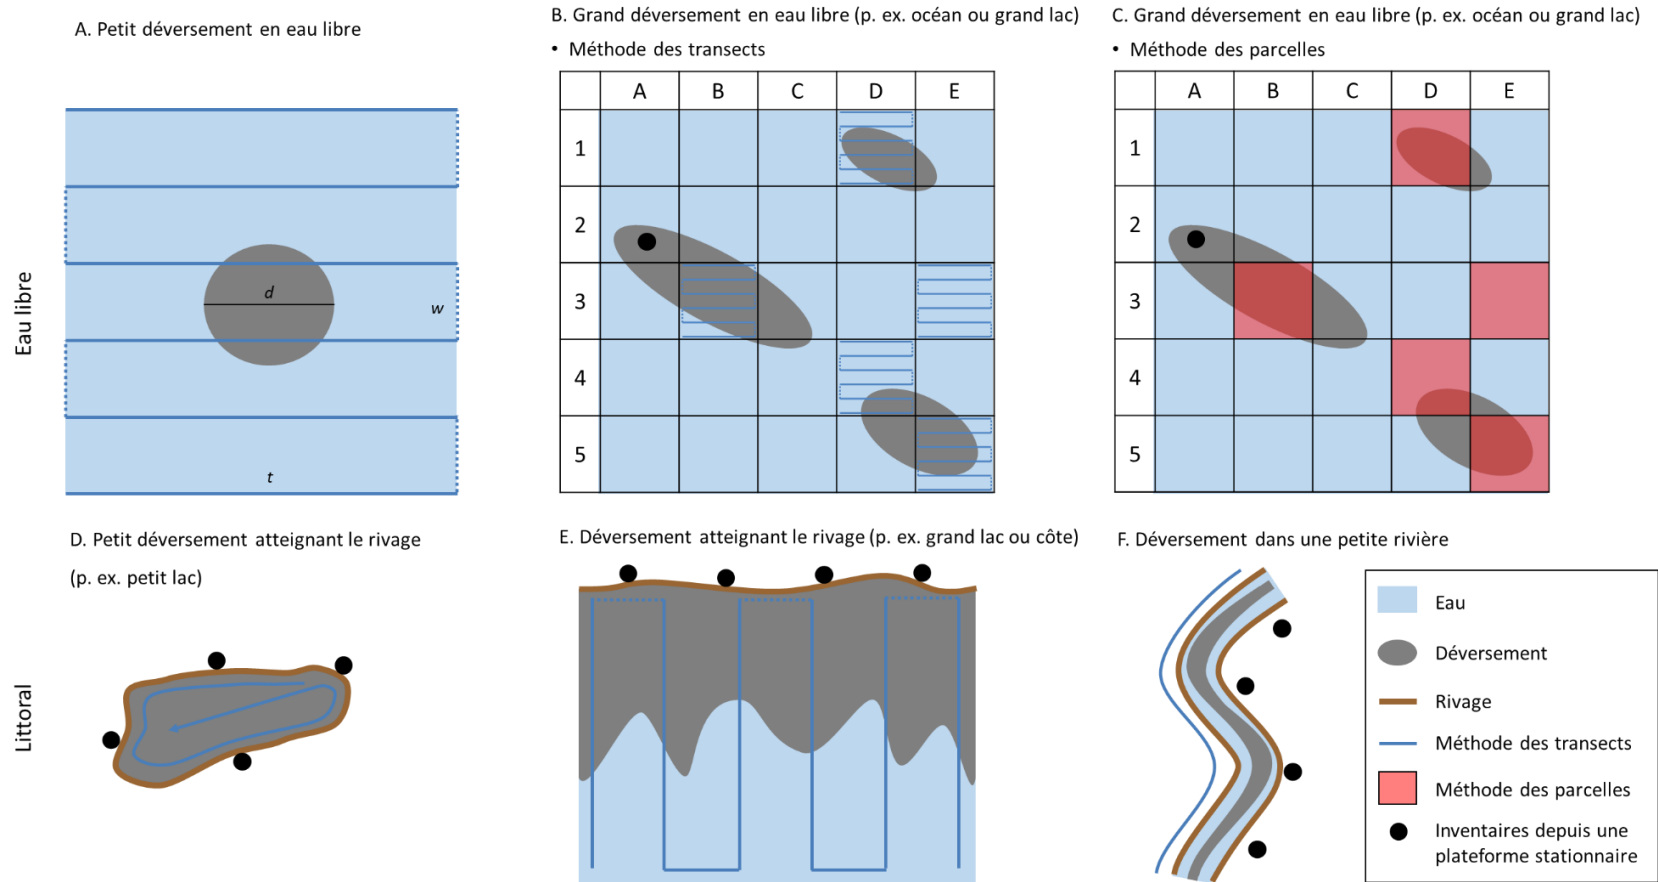 A. Petit déversement en eau libre
B. Grand déversement en eau libre (p. ex. océan ou grand lac)
• Méthode des transects
C. Grand déversement en eau libre (p. ex. océan ou grand lac)
• Méthode des parcelles
Eau libre
d
w
t
A B C D E
1
2
3
4
5
A B C D E
1
2
3
4
5
Littoral
D. Petit déversement atteignant le rivage
(p. ex. petit lac)
E. Déversement atteignant le rivage (p. ex. grand lac ou côte)
F. Déversement dans une petite rivière
Eau
Déversement
Rivage
Méthode des transects
Méthode des parcelles
Inventaires depuis une
plateforme stationnaire